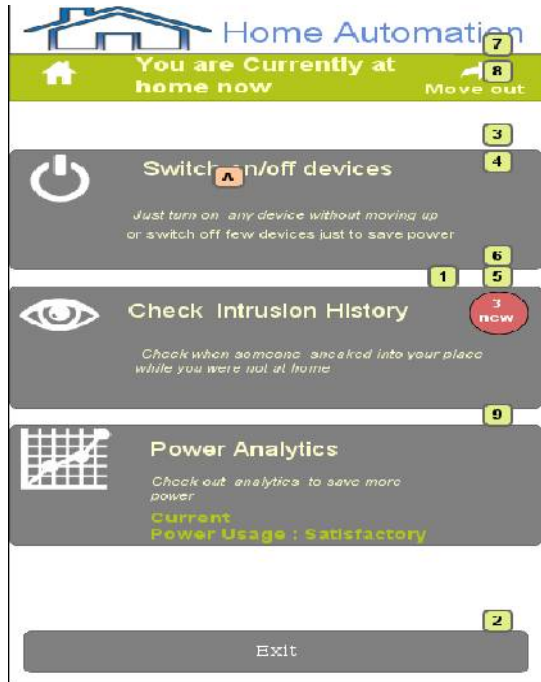 Home Automation
7
You are Currently at
home now
8
Move out
3
4
Switch on/off devices
A
Just turn on any device without moving up
or switch off few devices just to save power
6
1
5
Check Intrusion History
3
new
Check when someone sneaked into your place
while you were not at home
9
Power Analytics
Check out analytics to save more
power
Current
Power Usage : Satisfactory
2
Exit